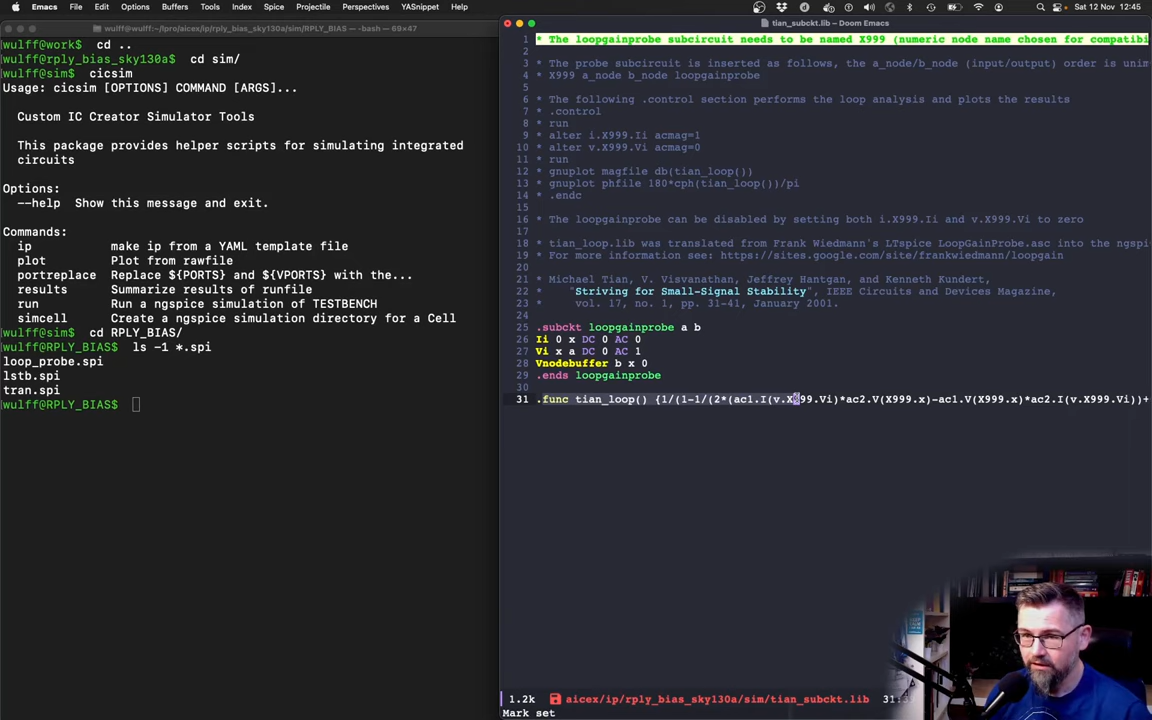 Emacs File Edit Options Buffers Tools Index Spice Projectile Perspectives YASnippet Help
Sat 12 Nov 12:45
wulff@wulff:~/pro/aicex/ip/rply_bias_sky130a/sim/RPLY_BIAS — -bash — 69×47
wulff@work$ cd ..
wulff@rply_bias_sky130a$ cd sim/
wulff@sim$ cicsim
Usage: cicsim [OPTIONS] COMMAND [ARGS]...
Custom IC Creator Simulator Tools
This package provides helper scripts for simulating integrated
circuits
Options:
--help Show this message and exit.
Commands:
ip make ip from a YAML template file
plot Plot from rawfile
portreplace Replace ${PORTS} and ${VPORTS} with the...
results Summarize results of runfile
run Run a ngspice simulation of TESTBENCH
simcell Create a ngspice simulation directory for a Cell
wulff@sim$ cd RPLY_BIAS/
wulff@RPLY_BIAS$ ls -1 *.spi
loop_probe.spi
lstb.spi
tran.spi
wulff@RPLY_BIAS$
tian_subckt.lib – Doom Emacs
1 * The loopgainprobe subcircuit needs to be named X999 (numeric node name chosen for compatibi
2
3 * The probe subcircuit is inserted as follows, the a_node/b_node (input/output) order is unim
4 * X999 a_node b_node loopgainprobe
5
6 * The following .control section performs the loop analysis and plots the results
7 * .control
8 * run
9 * alter i.X999.Ii acmag=1
10 * alter v.X999.Vi acmag=0
11 * run
12 * gnuplot magfile db(tian_loop())
13 * gnuplot phfile 180*cph(tian_loop())/pi
14 * .endc
15
16 * The loopgainprobe can be disabled by setting both i.X999.Ii and v.X999.Vi to zero
17
18 * tian_loop.lib was translated from Frank Wiedmann's LTspice LoopGainProbe.asc into the ngspi
19 * For more information see: https://sites.google.com/site/frankwiedmann/loopgain
20
21 * Michael Tian, V. Visvanathan, Jeffrey Hantgan, and Kenneth Kundert,
22 * "Striving for Small-Signal Stability", IEEE Circuits and Devices Magazine,
23 * vol. 17, no. 1, pp. 31-41, January 2001.
24
25 .subckt loopgainprobe a b
26 Ii 0 x DC 0 AC 0
27 Vi x a DC 0 AC 1
28 Vnodebuffer b x 0
29 .ends loopgainprobe
30
31 .func tian_loop() {1/(1-1/(2*(ac1.I(v.X999.Vi)*ac2.V(X999.x)-ac1.V(X999.x)*ac2.I(v.X999.Vi))+
1.2k aicex/ip/rply_bias_sky130a/sim/tian_subckt.lib
Mark set